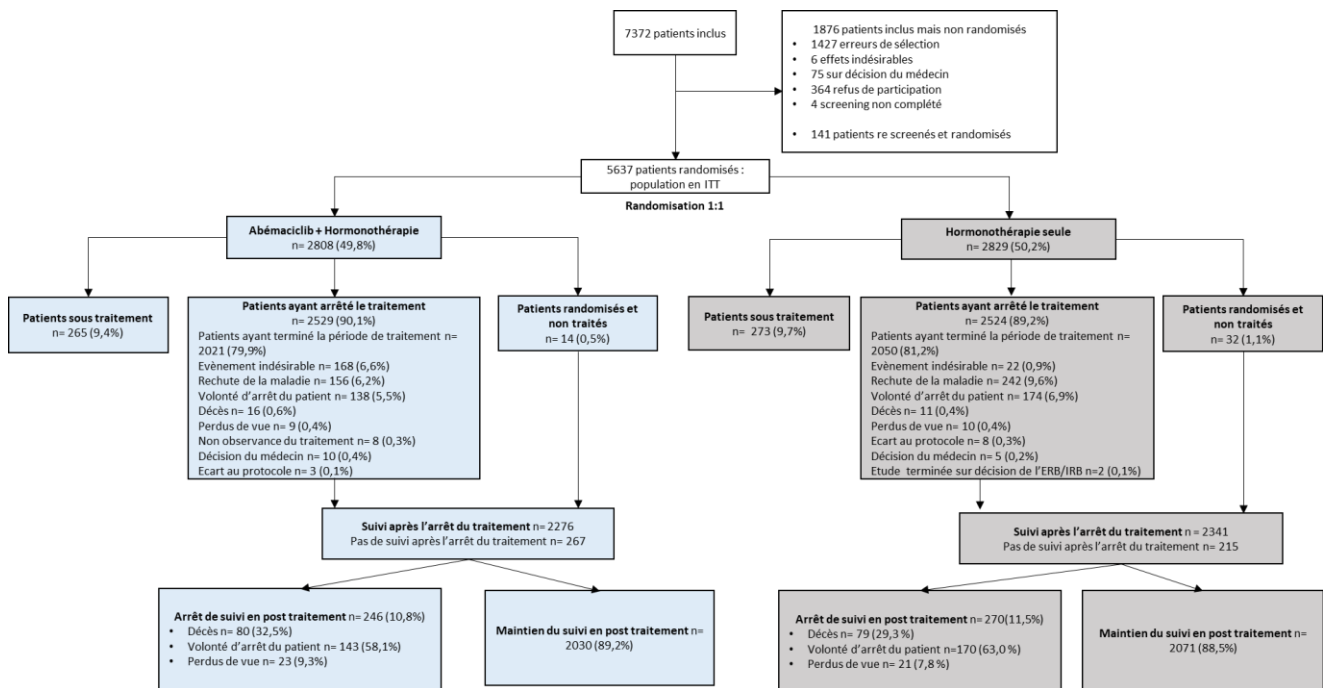 7372 patients inclus
1876 patients inclus mais non randomisés
• 1427 erreurs de sélection
• 6 effets indésirables
• 75 sur décision du médecin
• 364 refus de participation
• 4 screening non complété
• 141 patients re screenés et randomisés
5637 patients randomisés :
population en ITT
Randomisation 1:1
Abémaciclib + Hormonothérapie
n= 2808 (49,8%)
Hormonothérapie seule
n= 2829 (50,2%)
Patients sous traitement
n= 265 (9,4%)
Patients ayant arrêté le traitement
n= 2529 (90,1%)
Patients ayant terminé la période de traitement n=
2021 (79,9%)
Evènement indésirable n= 168 (6,6%)
Rechute de la maladie n= 156 (6,2%)
Volonté d’arrêt du patient n= 138 (5,5%)
Décès n= 16 (0,6%)
Perdus de vue n= 9 (0,4%)
Non observance du traitement n= 8 (0,3%)
Décision du médecin n= 10 (0,4%)
Ecart au protocole n= 3 (0,1%)
Patients randomisés et
non traités
n= 14 (0,5%)
Patients sous traitement
n= 273 (9,7%)
Patients ayant arrêté le traitement
n= 2524 (89,2%)
Patients ayant terminé la période de traitement
n=2050 (81,2%)
Evènement indésirable n= 22 (0,9%)
Rechute de la maladie n= 242 (9,6%)
Volonté d’arrêt du patient n= 174 (6,9%)
Décès n= 11 (0,4%)
Perdus de vue n= 10 (0,4%)
Ecart au protocole n= 8 (0,3%)
Décision du médecin n= 5 (0,2%)
Etude terminée sur décision de l’ERB/IRB n=2 (0,1%)
Patients randomisés et
non traités
n= 32 (1,1%)
Suivi après l’arrêt du traitement n= 2276
Pas de suivi après l’arrêt du traitement n= 267
Suivi après l’arrêt du traitement n= 2341
Pas de suivi après l’arrêt du traitement n= 215
Arrêt de suivi en post traitement n= 246 (10,8%)
• Décès n= 80 (32,5%)
• Volonté d’arrêt du patient n= 143 (58,1%)
• Perdus de vue n= 23 (9,3%)
Maintien du suivi en post traitement n=
2030 (89,2%)
Arrêt de suivi en post traitement n= 270(11,5%)
• Décès n= 79 (29,3 %)
• Volonté d’arrêt du patient n=170 (63,0 %)
• Perdus de vue n= 21 (7,8 %)
Maintien du suivi en post traitement n=
2071 (88,5%)